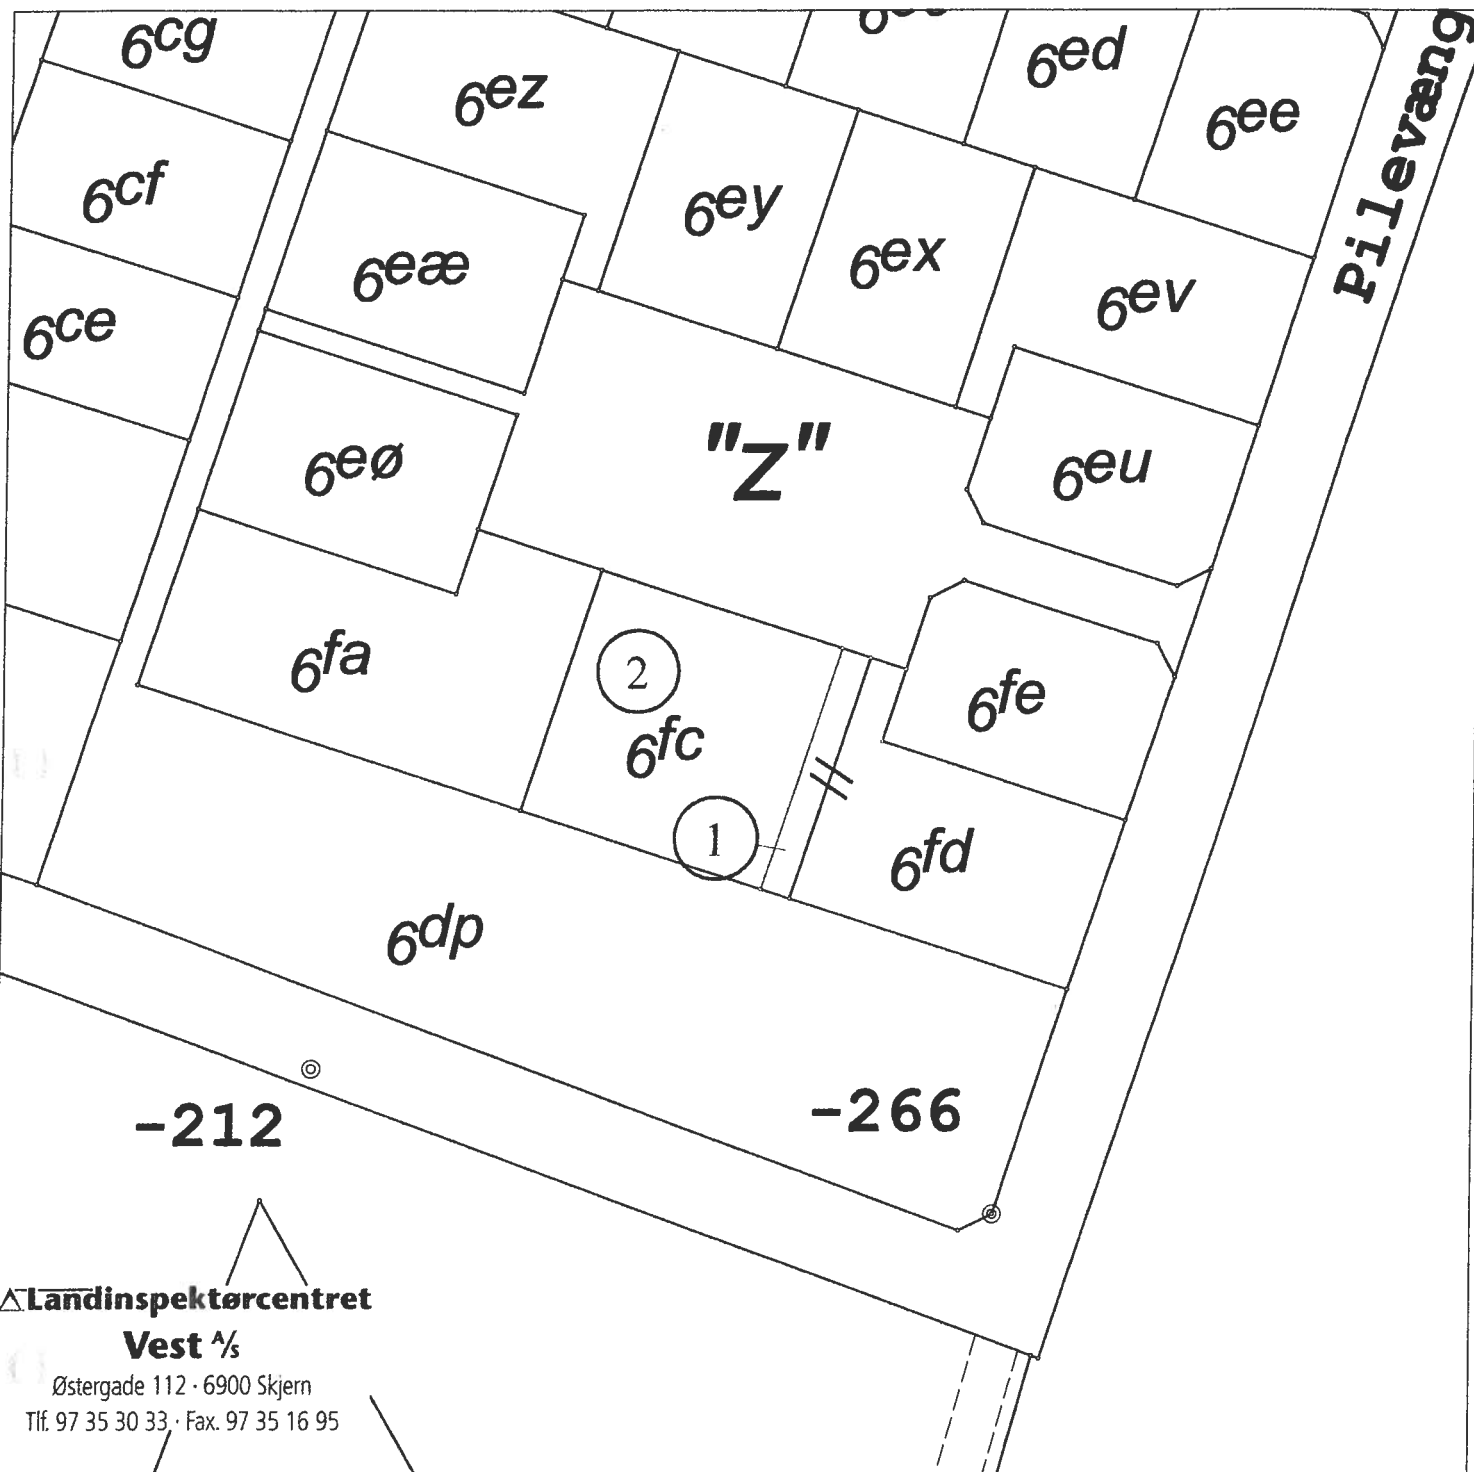 6cg
6ez
6ed
6ee
Pilevæng
6cf
6ey
6eæ
6ex
6ev
6ce
"Z"
6eø
6eu
6fa
2
6fc
6fe
1
6fd
6dp
-266
-212
Landinspektørcentret
Vest A/S
Østergade 112 · 6900 Skjern
Tlf. 97 35 30 33 · Fax. 97 35 16 95